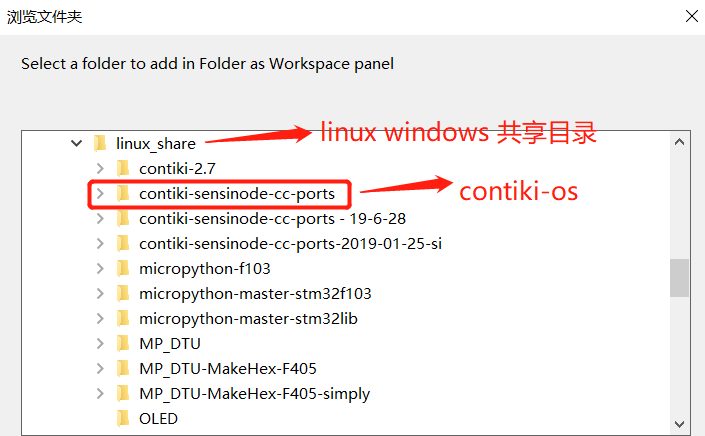 浏览文件夹
Select a folder to add in Folder as Workspace panel
linux_share
linux windows 共享目录
contiki-2.7
contiki-sensinode-cc-ports
contiki-os
contiki-sensinode-cc-ports - 19-6-28
contiki-sensinode-cc-ports-2019-01-25-si
micropython-f103
micropython-master-stm32f103
micropython-master-stm32lib
MP_DTU
MP_DTU-MakeHex-F405
MP_DTU-MakeHex-F405-simply
OLED